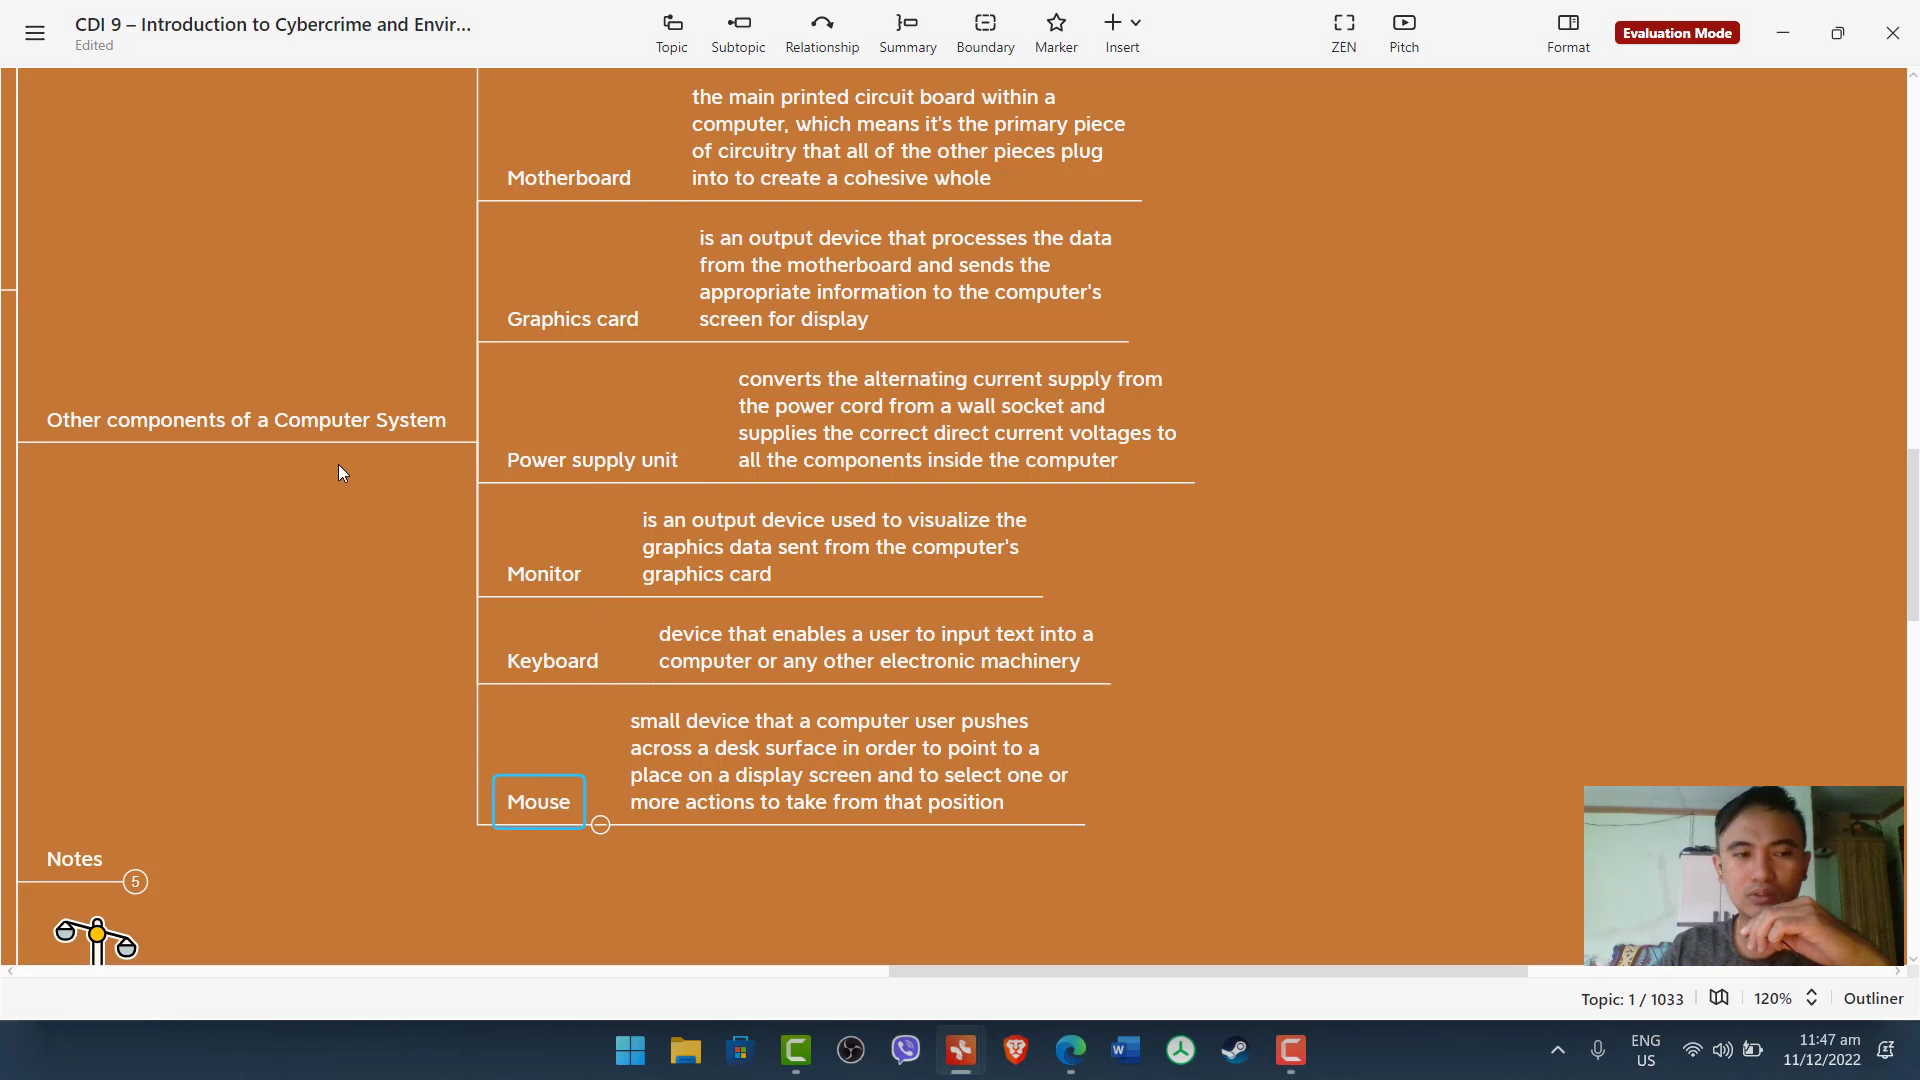 CDI 9 – Introduction to Cybercrime and Envir...
Edited
Topic
Subtopic
Relationship
Summary
Boundary
Marker
Insert
ZEN
Pitch
Format
Evaluation Mode
the main printed circuit board within a
computer, which means it's the primary piece
of circuitry that all of the other pieces plug
Motherboard into to create a cohesive whole
is an output device that processes the data
from the motherboard and sends the
appropriate information to the computer's
Graphics card screen for display
converts the alternating current supply from
the power cord from a wall socket and
Other components of a Computer System
supplies the correct direct current voltages to
Power supply unit all the components inside the computer
is an output device used to visualize the
graphics data sent from the computer's
Monitor graphics card
device that enables a user to input text into a
Keyboard computer or any other electronic machinery
small device that a computer user pushes
across a desk surface in order to point to a
place on a display screen and to select one or
Mouse more actions to take from that position
Notes
5
Topic: 1 / 1033
120%
Outliner
W
ENG
US
11:47 am
11/12/2022